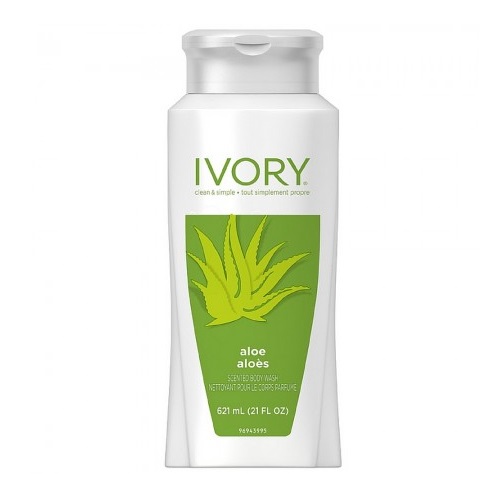 IVORY®
clean & simple • tout simplement propre
aloe
aloès
SCENTED BODY WASH
NETTOYANT POUR LE CORPS PARFUMÉ
621 mL (21 FL OZ)
96943995